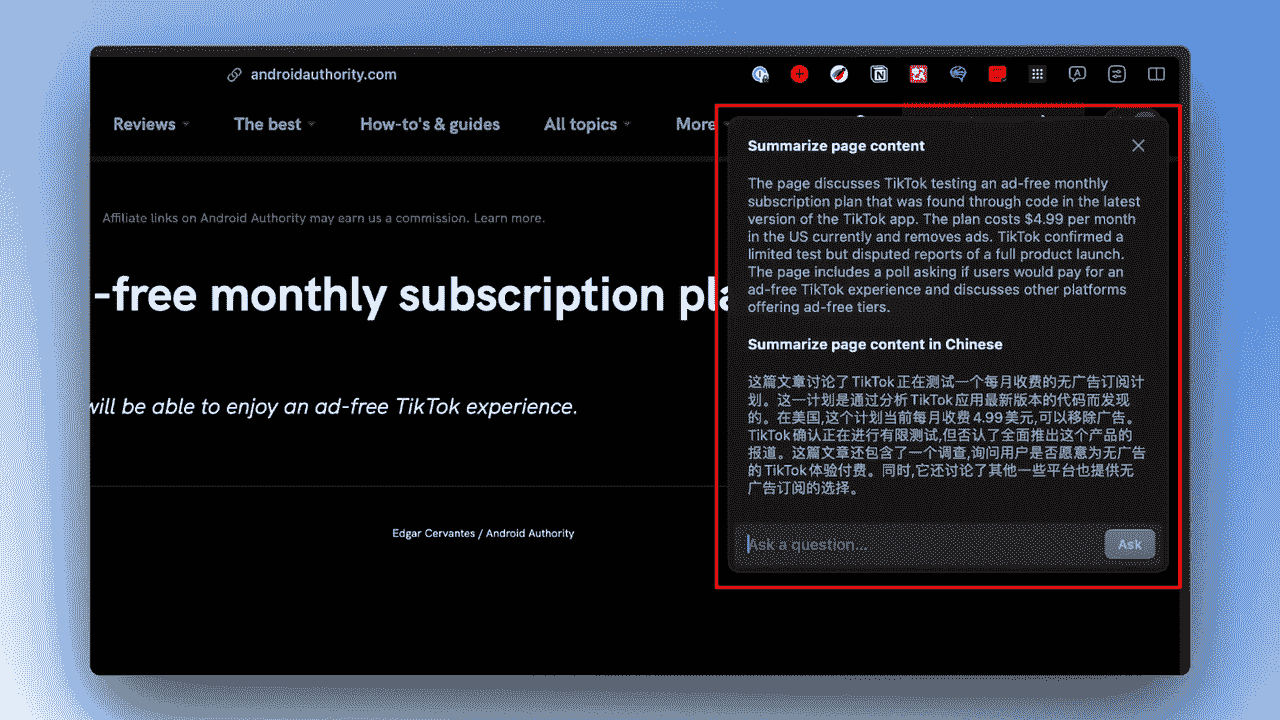 androidauthority.com
Reviews
The best
How-to's & guides
All topics
More
Affiliate links on Android Authority may earn us a commission. Learn more.
-free monthly subscription pla
will be able to enjoy an ad-free TikTok experience.
Edgar Cervantes / Android Authority
Summarize page content
The page discusses TikTok testing an ad-free monthly
subscription plan that was found through code in the latest
version of the TikTok app. The plan costs $4.99 per month
in the US currently and removes ads. TikTok confirmed a
limited test but disputed reports of a full product launch.
The page includes a poll asking if users would pay for an
ad-free TikTok experience and discusses other platforms
offering ad-free tiers.
Summarize page content in Chinese
这篇文章讨论了TikTok正在测试一个每月收费的无广告订阅计
划。这一计划是通过分析TikTok应用最新版本的代码而发现
的。在美国,这个计划当前每月收费4.99美元,可以移除广告。
TikTok确认正在进行有限测试,但否认了全面推出这个产品的
报道。这篇文章还包含了一个调查,询问用户是否愿意为无广告
的TikTok体验付费。同时,它还讨论了其他一些平台也提供无
广告订阅的选择。
Ask a question...
Ask